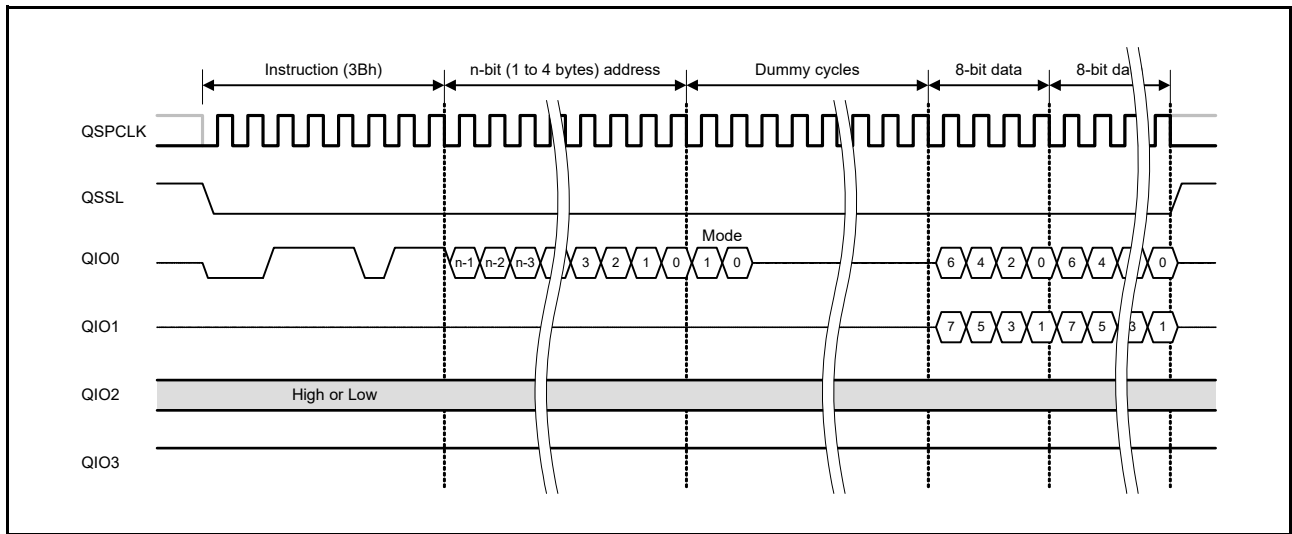 Instruction (3Bh) n-bit (1 to 4 bytes) address Dummy cycles 8-bit data 8-bit da
QSPCLK
QSSL
Mode
QIO0 n-1 n-2 n-3 3 2 1 0 1 0 6 4 2 0 6 4 0
QIO1 7 5 3 1 7 5 3 1
QIO2 High or Low
QIO3